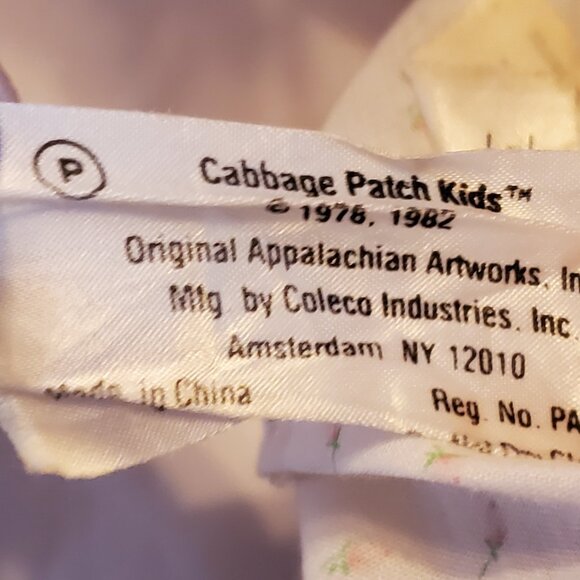 P
Cabbage Patch Kids™
© 1978, 1982
Original Appalachian Artworks, In
Mfg. by Coleco Industries, Inc.
Amsterdam NY 12010
Made in China
Reg. No. PA